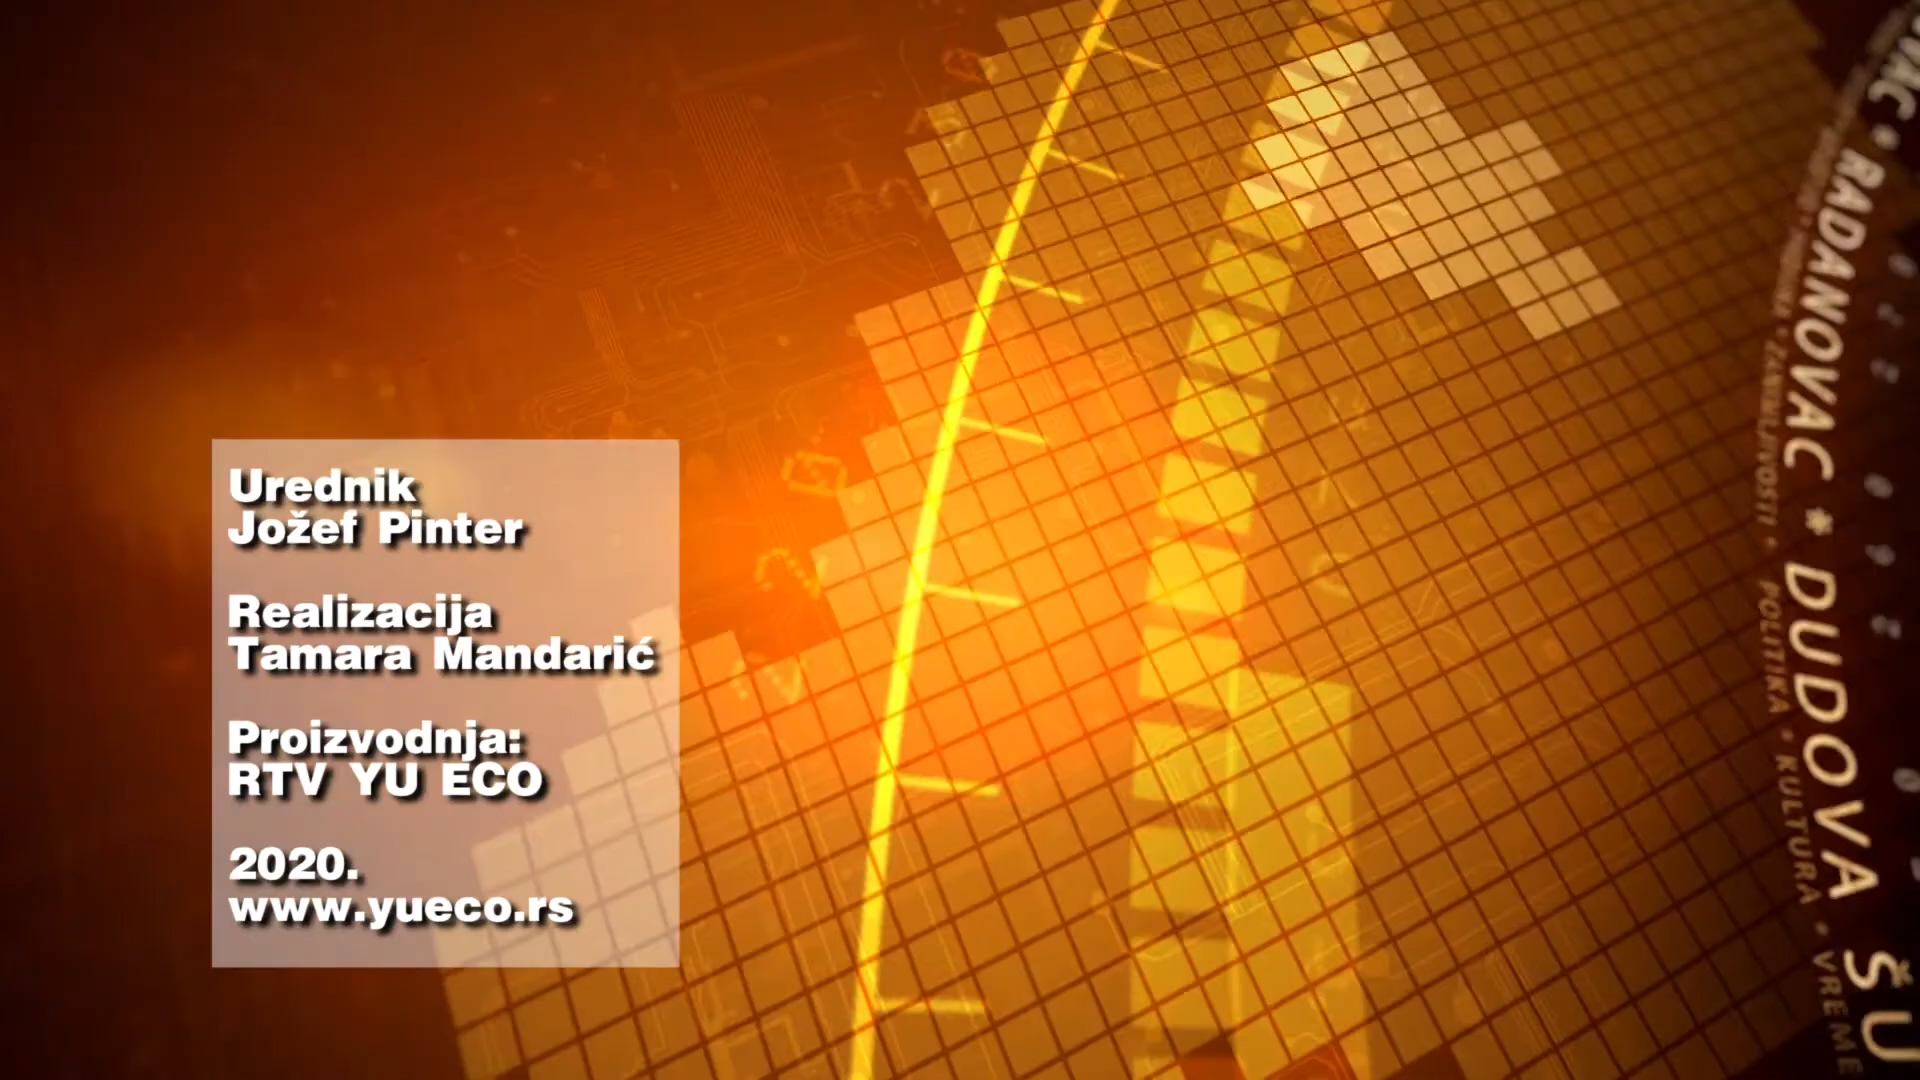 Urednik
Jožef Pinter
Realizacija
Tamara Mandarić
Proizvodnja:
RTV YU ECO
2020.
www.yueco.rs
RADANOVAC * DUDOVA ŠU
ZANIMLJIVOSTI • POLITIKA • KULTURA • VREME